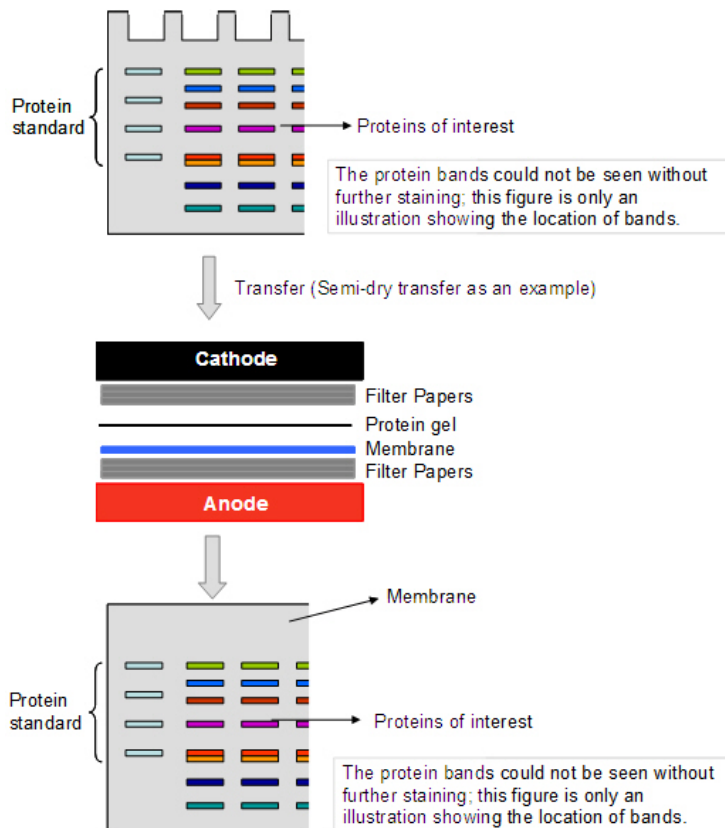 Protein
standard
Proteins of interest
The protein bands could not be seen without
further staining; this figure is only an
illustration showing the location of bands.
Transfer (Semi-dry transfer as an example)
Cathode
Filter Papers
Protein gel
Membrane
Filter Papers
Anode
Membrane
Protein
standard
Proteins of interest
The protein bands could not be seen without
further staining; this figure is only an
illustration showing the location of bands.